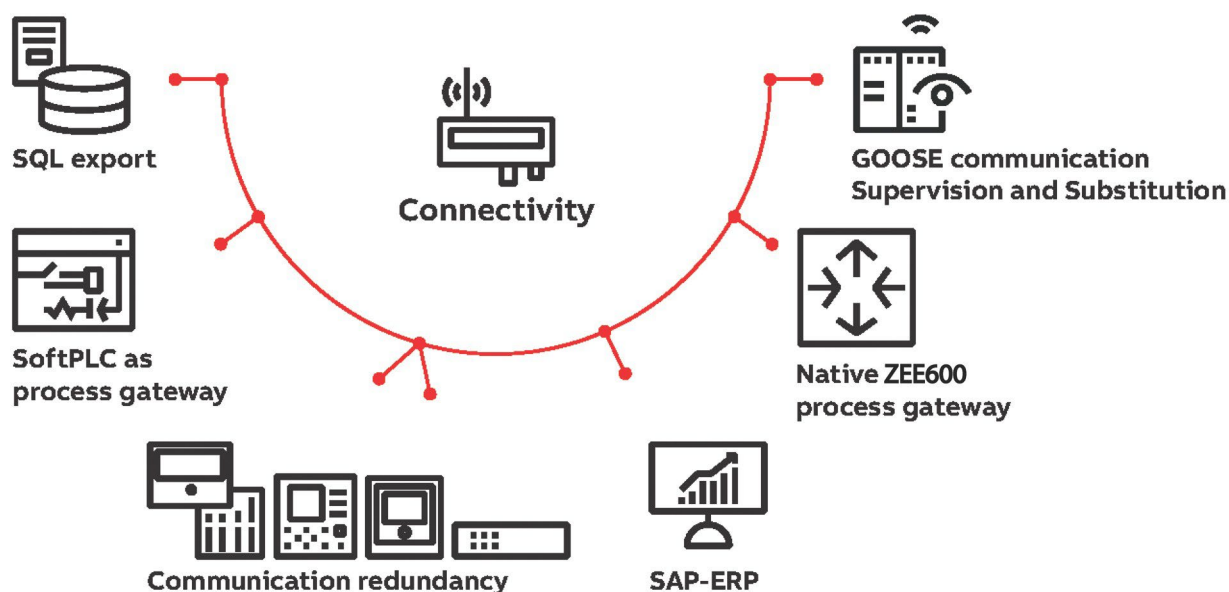 SQL export
Connectivity
GOOSE communication
Supervision and Substitution
SoftPLC as
process gateway
Native ZEE600
process gateway
Communication redundancy
SAP-ERP